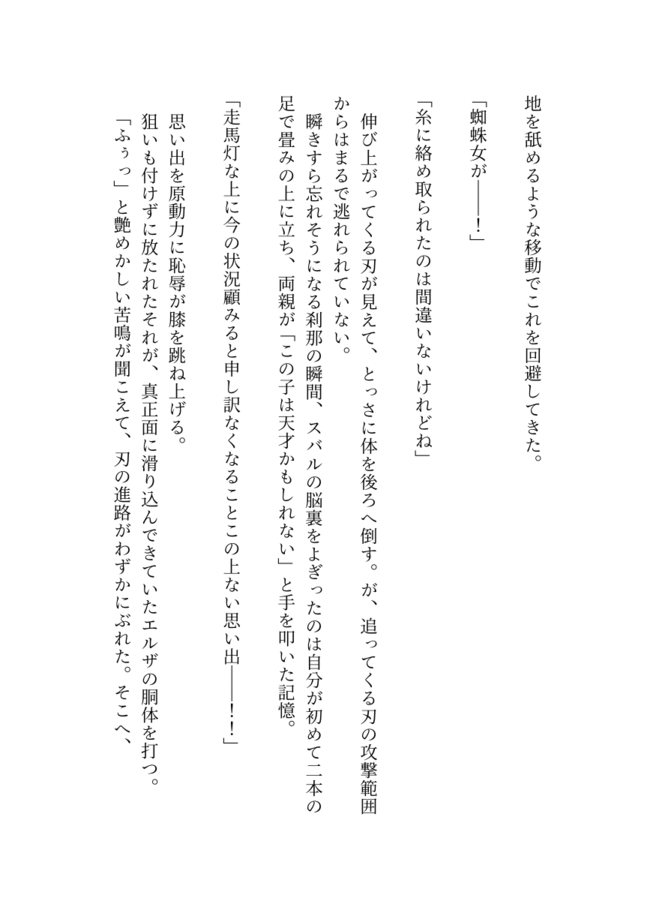 地を舐めるような移動でこれを回避してきた。
「蜘蛛女が――！」
「糸に絡め取られたのは間違いないけれどね」
伸び上がってくる刃が見えて、とっさに体を後ろへ倒す。が、追ってくる刃の攻撃範囲
からはまるで逃れられていない。
瞬きすら忘れそうになる刹那の瞬間、スバルの脳裏をよぎったのは自分が初めて二本の
足で畳みの上に立ち、両親が「この子は天才かもしれない」と手を叩いた記憶。
「走馬灯な上に今の状況顧みると申し訳なくなることこの上ない思い出――！！」
思い出を原動力に恥辱が膝を跳ね上げる。
狙いも付けずに放たれたそれが、真正面に滑り込んできていたエルザの胴体を打つ。
「ふぅっ」と艶めかしい苦鳴が聞こえて、刃の進路がわずかにぶれた。そこへ、